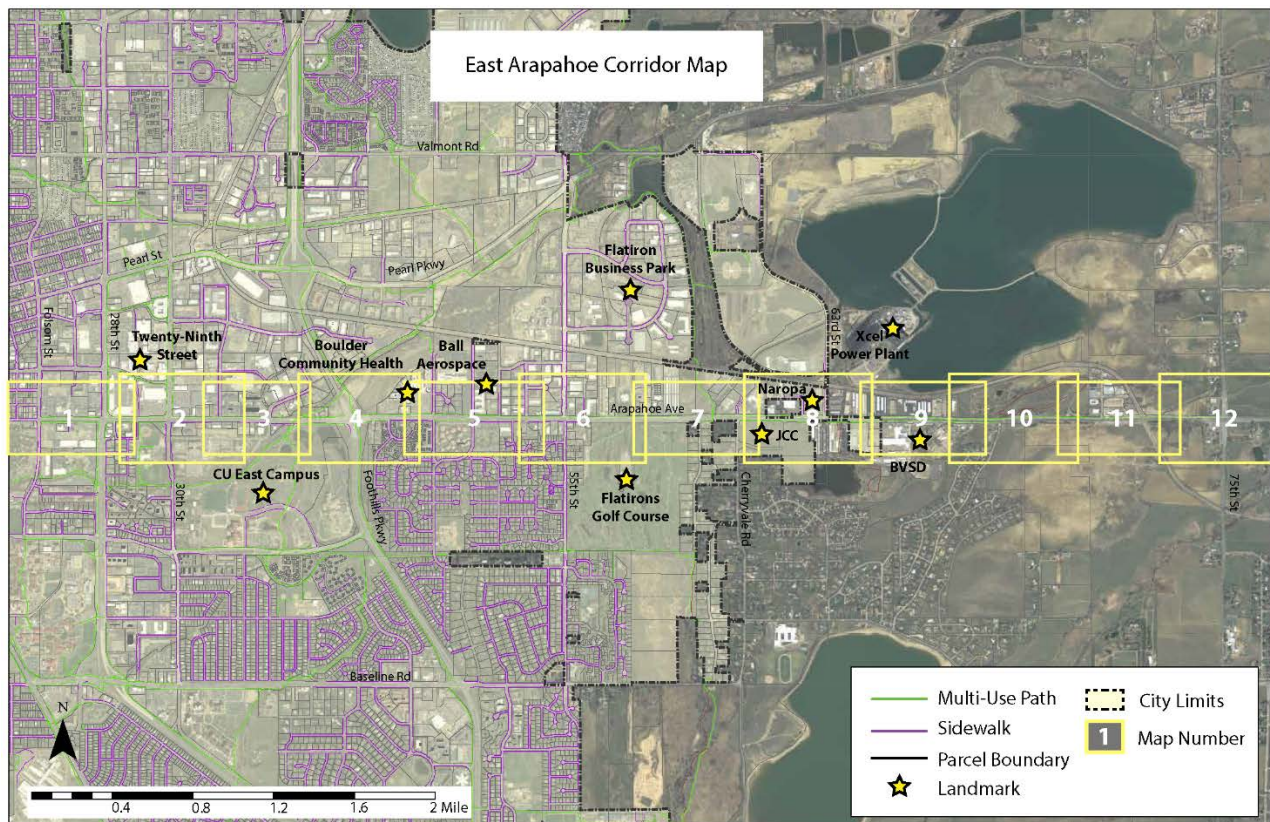 East Arapahoe Corridor Map
Valmont Rd
Pearl St
Pearl Pkwy
Flatiron
Business Park
Folsom St
28th St
Twenty-Ninth
Street
Boulder
Community Health
Ball
Aerospace
63rd St
Xcel
Power Plant
Naropa
Arapahoe Ave
1
2
3
4
5
6
7
8
9
10
11
12
JCC
BVSD
CU East Campus
30th St
Foothills Pkwy
55th St
Flatirons
Golf Course
Cherryvale Rd
75th St
Baseline Rd
N
0.4
0.8
1.2
1.6
2 Mile
Multi-Use Path
Sidewalk
Parcel Boundary
Landmark
City Limits
1
Map Number